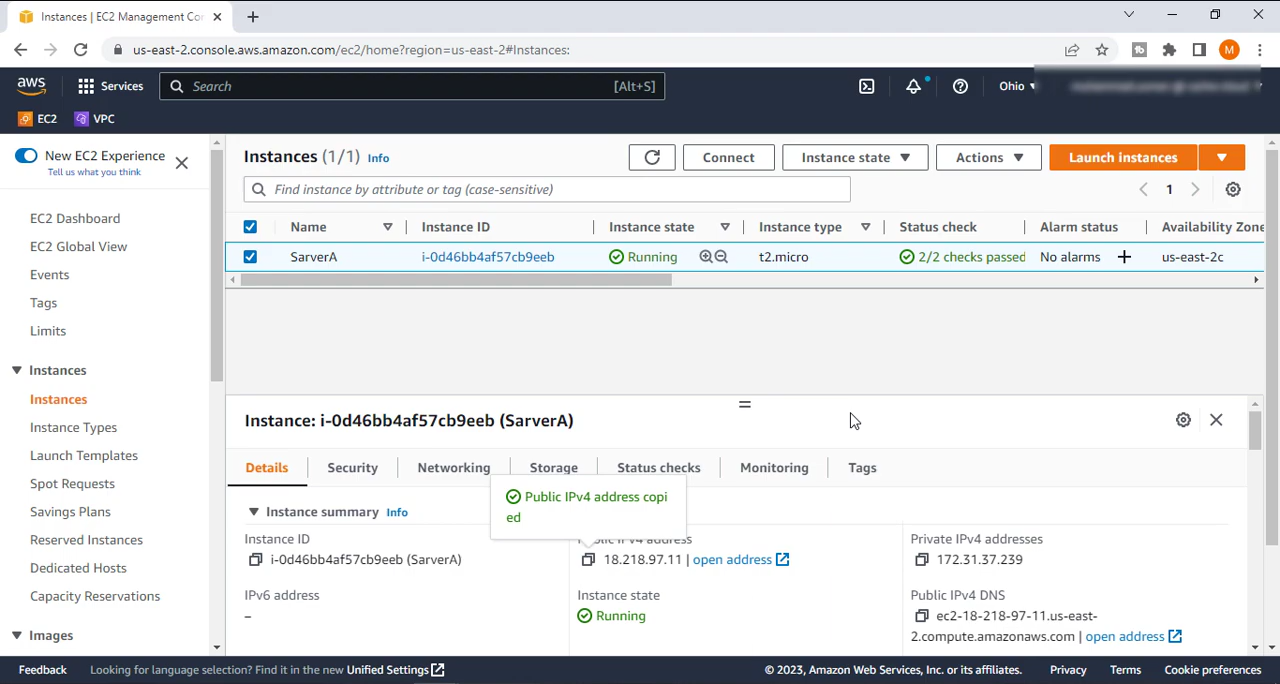 Instances | EC2 Management Con
us-east-2.console.aws.amazon.com/ec2/home?region=us-east-2#Instances:
M
aws
Services
Search
[Alt+S]
Ohio
EC2
VPC
New EC2 Experience
Tell us what you think
EC2 Dashboard
EC2 Global View
Events
Tags
Limits
Instances
Instances
Instance Types
Launch Templates
Spot Requests
Savings Plans
Reserved Instances
Dedicated Hosts
Capacity Reservations
Images
Instances (1/1) Info
Connect
Instance state
Actions
Launch instances
Find instance by attribute or tag (case-sensitive)
1
Name Instance ID Instance state Instance type Status check Alarm status Availability Zone
SarverA i-0d46bb4af57cb9eeb Running t2.micro 2/2 checks passed No alarms + us-east-2c
Instance: i-0d46bb4af57cb9eeb (SarverA)
Details Security Networking Storage Status checks Monitoring Tags
Public IPv4 address copi
ed
Instance summary Info
Instance ID
i-0d46bb4af57cb9eeb (SarverA)
Public IPv4 address
18.218.97.11 | open address
Private IPv4 addresses
172.31.37.239
IPv6 address
–
Instance state
Running
Public IPv4 DNS
ec2-18-218-97-11.us-east-
2.compute.amazonaws.com | open address
Feedback
Looking for language selection? Find it in the new Unified Settings
© 2023, Amazon Web Services, Inc. or its affiliates.
Privacy
Terms
Cookie preferences